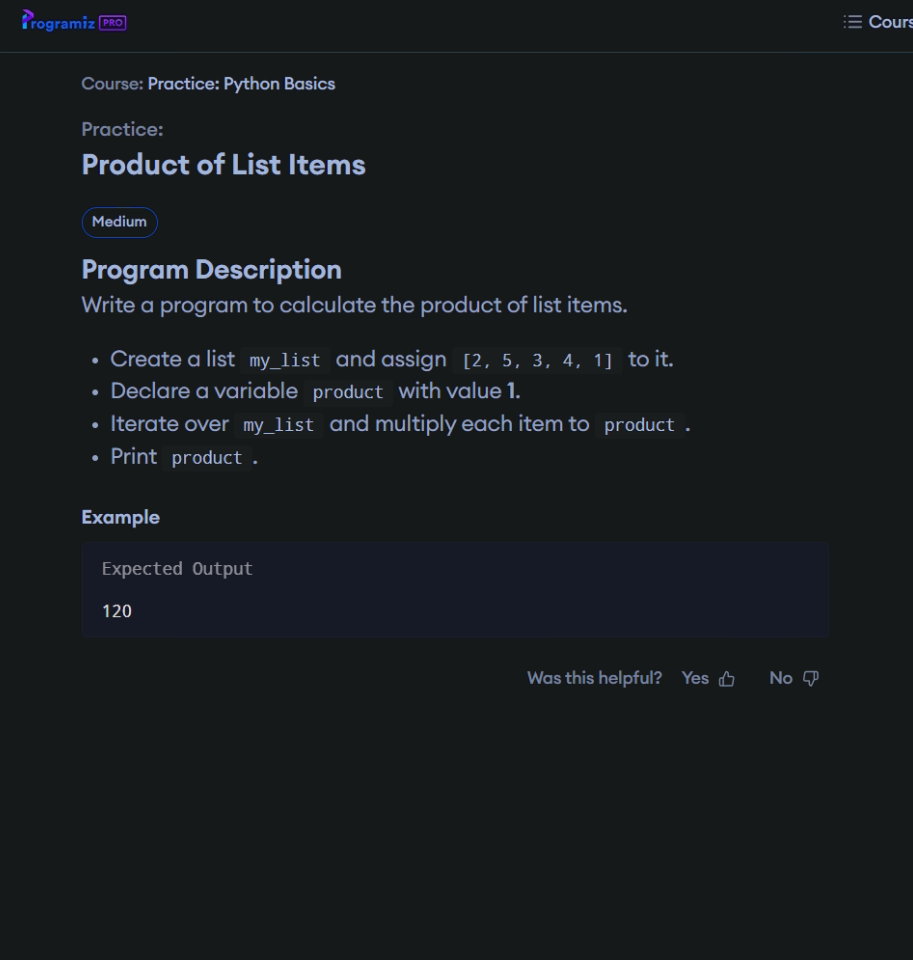 Programiz PRO
Cours
Course: Practice: Python Basics
Practice:
Product of List Items
Medium
Program Description
Write a program to calculate the product of list items.
• Create a list my_list and assign [2, 5, 3, 4, 1] to it.
• Declare a variable product with value 1.
• Iterate over my_list and multiply each item to product .
• Print product .
Example
Expected Output
120
Was this helpful? Yes No